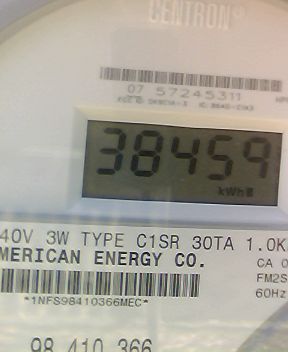 CENTRON®
07 57245311
38459
kWh
40V 3W TYPE C1SR 30TA 1.0K
MERICAN ENERGY CO.
CA 0
FM2S
60Hz
*1NFS98410366MEC*
98 410 366